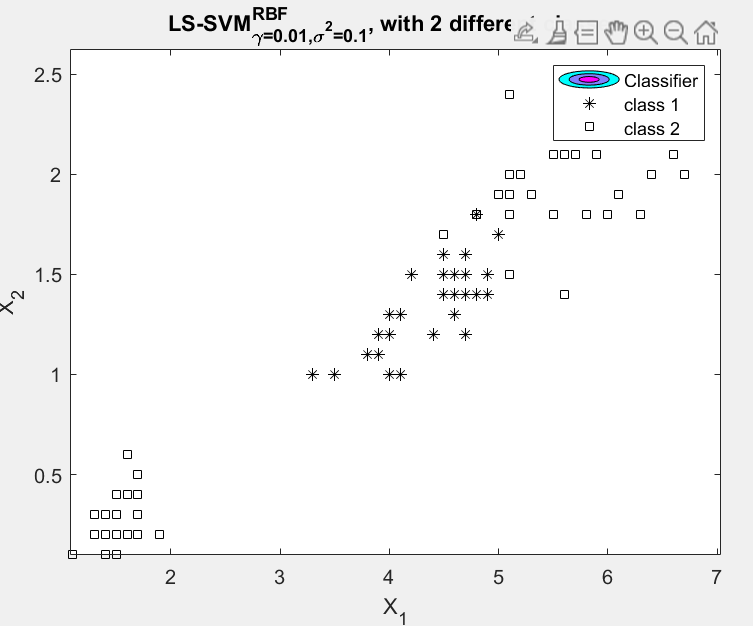 LS-SVM RBF γ=0.01,σ²=0.1, with 2 differe
Classifier
class 1
class 2
2.5
2
1.5
1
0.5
X₂
2 3 4 5 6 7
X₁